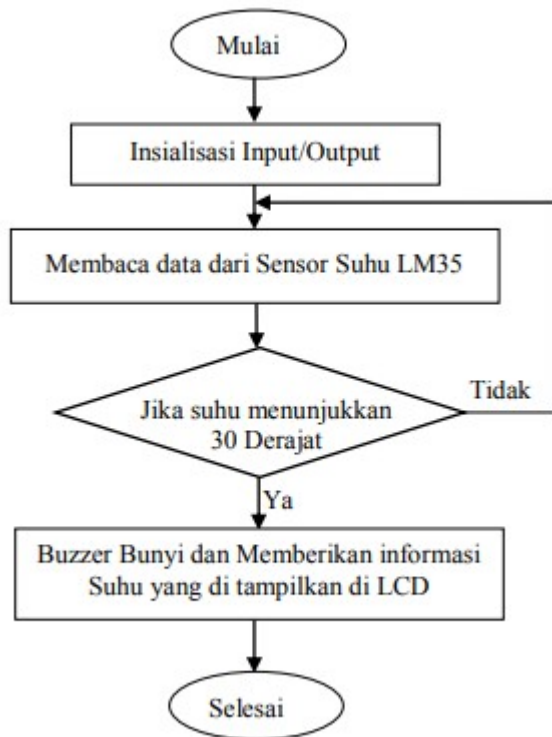 Mulai
Insialisasi Input/Output
Membaca data dari Sensor Suhu LM35
Jika suhu menunjukkan
30 Derajat
Tidak
Ya
Buzzer Bunyi dan Memberikan informasi
Suhu yang di tampilkan di LCD
Selesai